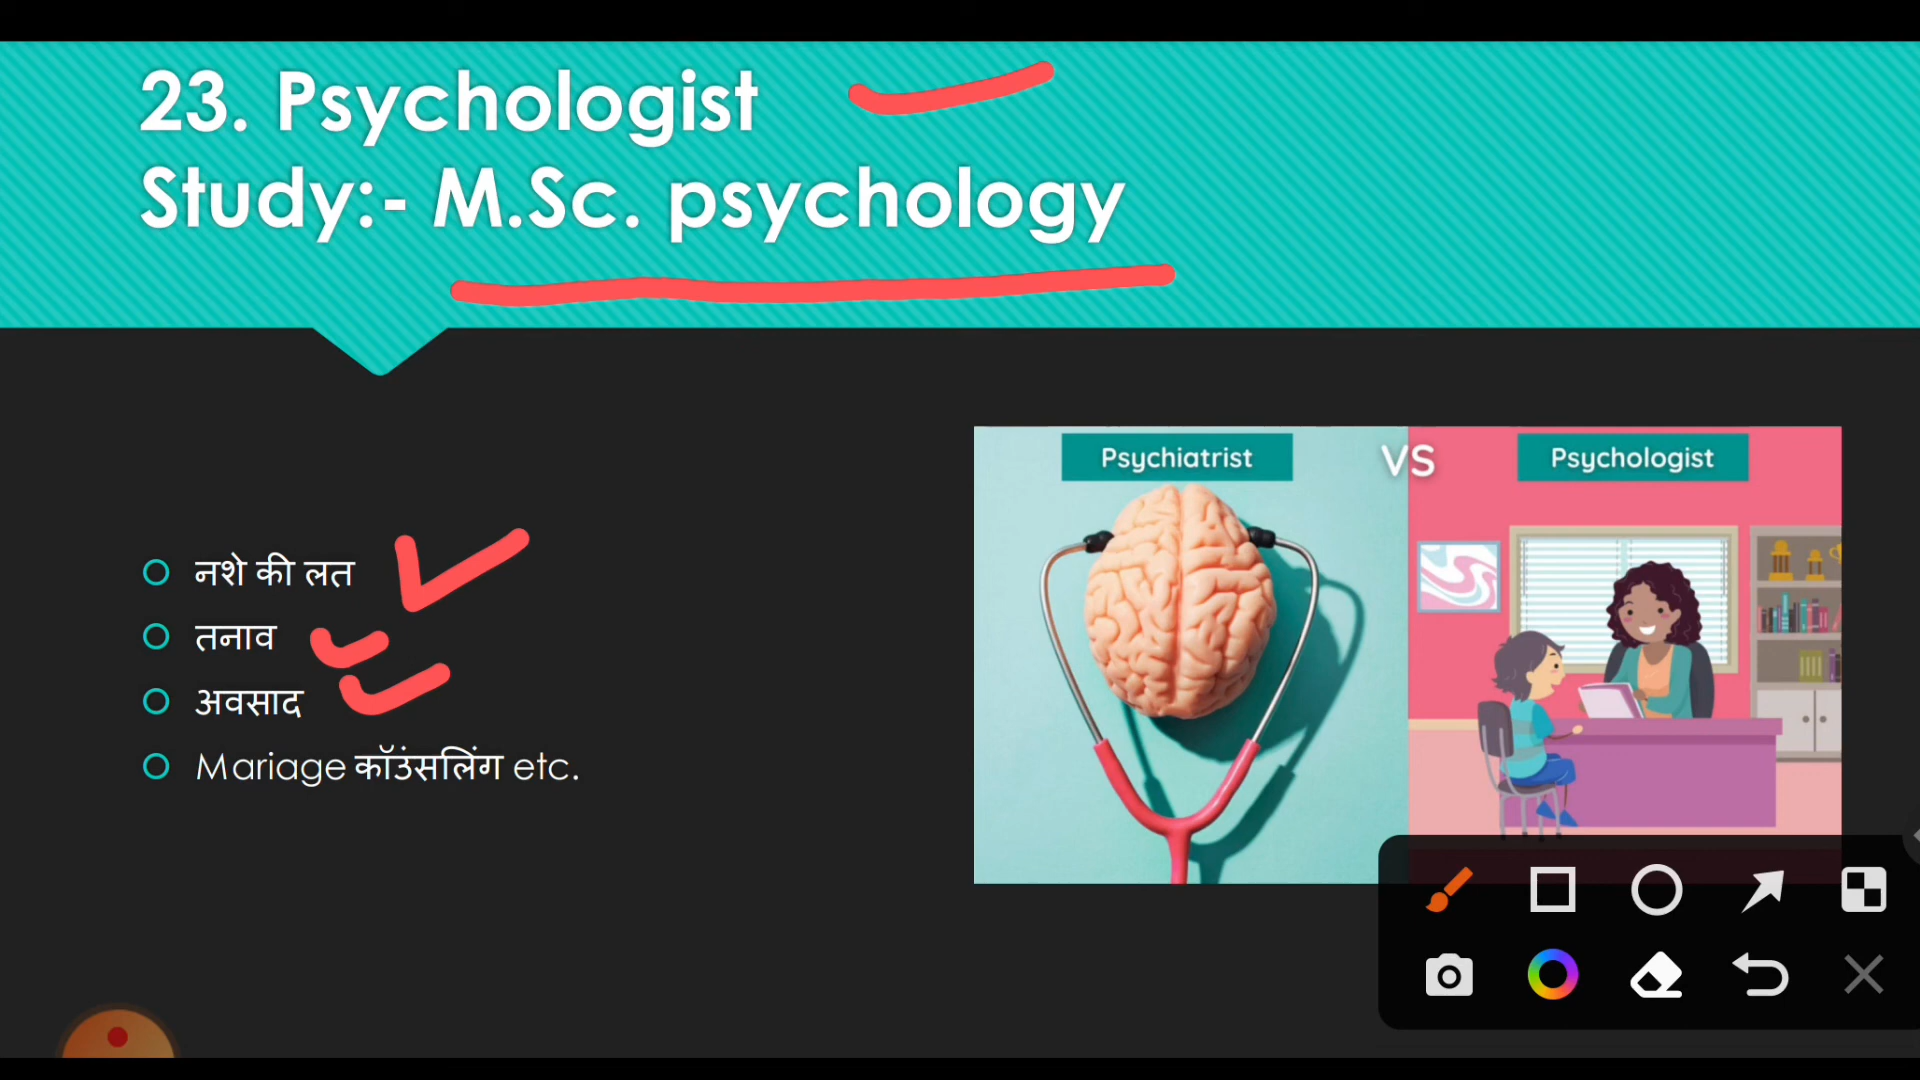 23. Psychologist
Study:- M.Sc. psychology
नशे की लत
तनाव
अवसाद
Mariage कॉउंसलिंग etc.
Psychiatrist VS Psychologist